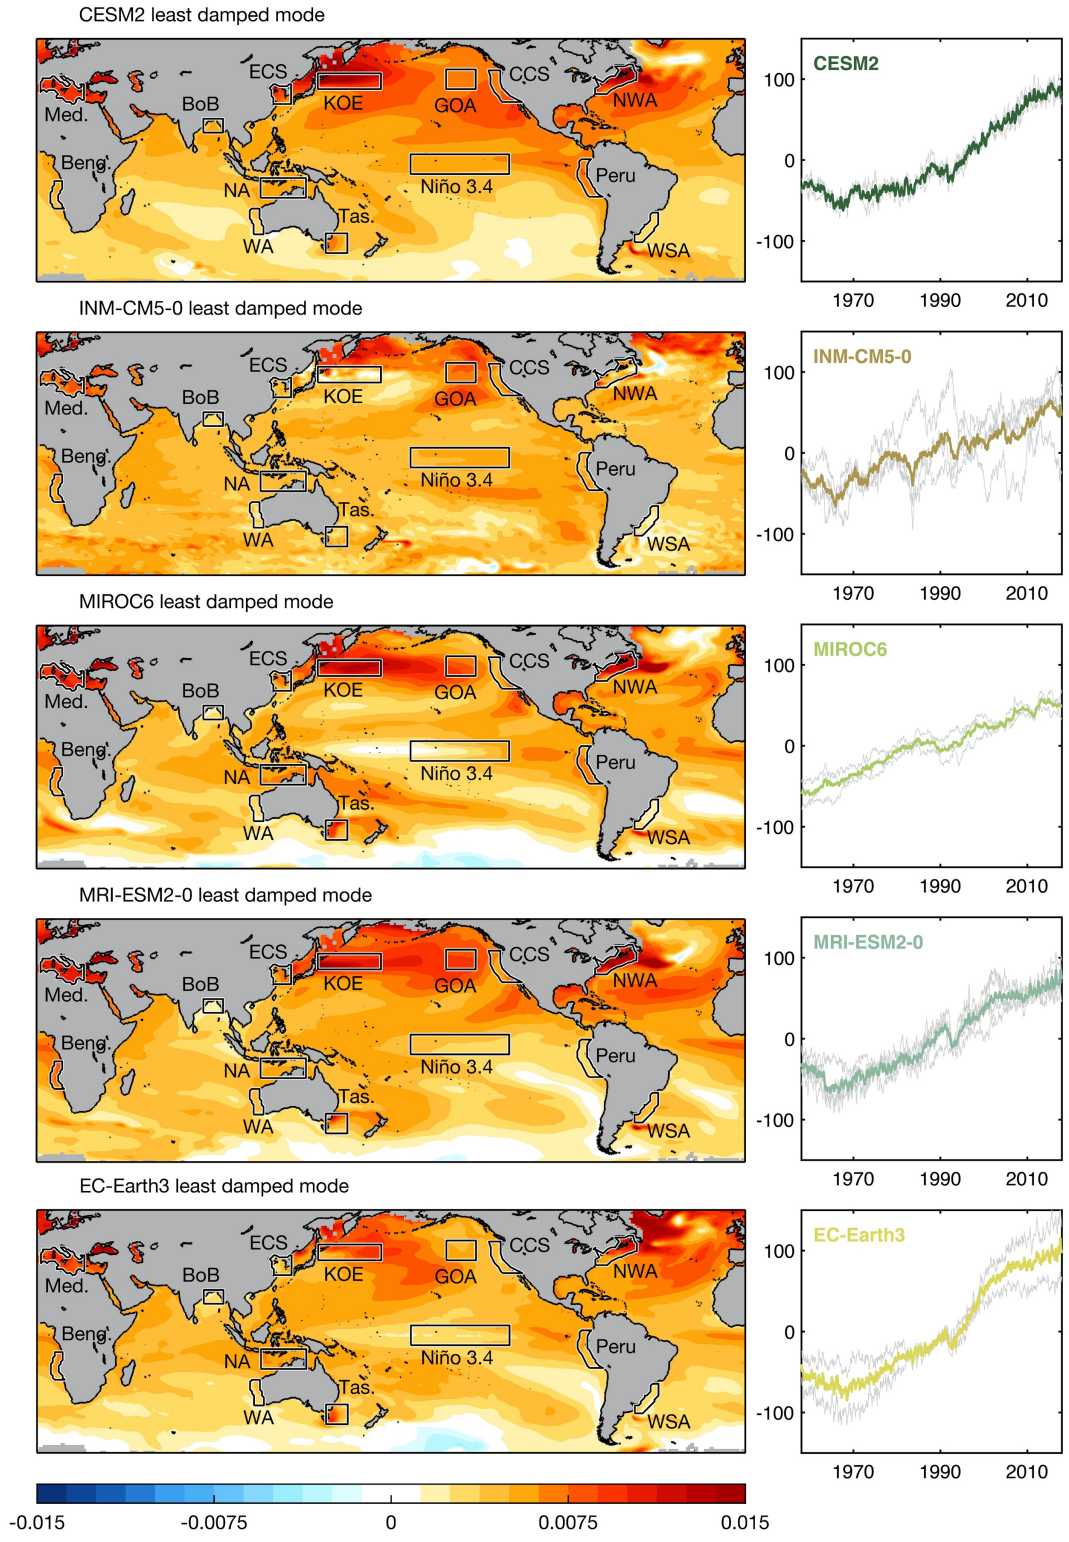 CESM2 least damped mode
ECS
CCS
Med.
BoB
KOE
GOA
NWA
Beng.
NA
Niño 3.4
Peru
Tas.
WA
WSA
CESM2
100
0
-100
1970 1990 2010
INM-CM5-0 least damped mode
ECS
CCS
Med.
BoB
KOE
GOA
NWA
Beng.
NA
Niño 3.4
Peru
Tas.
WA
WSA
INM-CM5-0
100
0
-100
1970 1990 2010
MIROC6 least damped mode
ECS
CCS
Med.
BoB
KOE
GOA
NWA
Beng.
NA
Niño 3.4
Peru
Tas.
WA
WSA
MIROC6
100
0
-100
1970 1990 2010
MRI-ESM2-0 least damped mode
ECS
CCS
Med.
BoB
KOE
GOA
NWA
Beng.
NA
Niño 3.4
Peru
Tas.
WA
WSA
MRI-ESM2-0
100
0
-100
1970 1990 2010
EC-Earth3 least damped mode
ECS
CCS
Med.
BoB
KOE
GOA
NWA
Beng.
NA
Niño 3.4
Peru
Tas.
WA
WSA
EC-Earth3
100
0
-100
1970 1990 2010
-0.015 -0.0075 0 0.0075 0.015